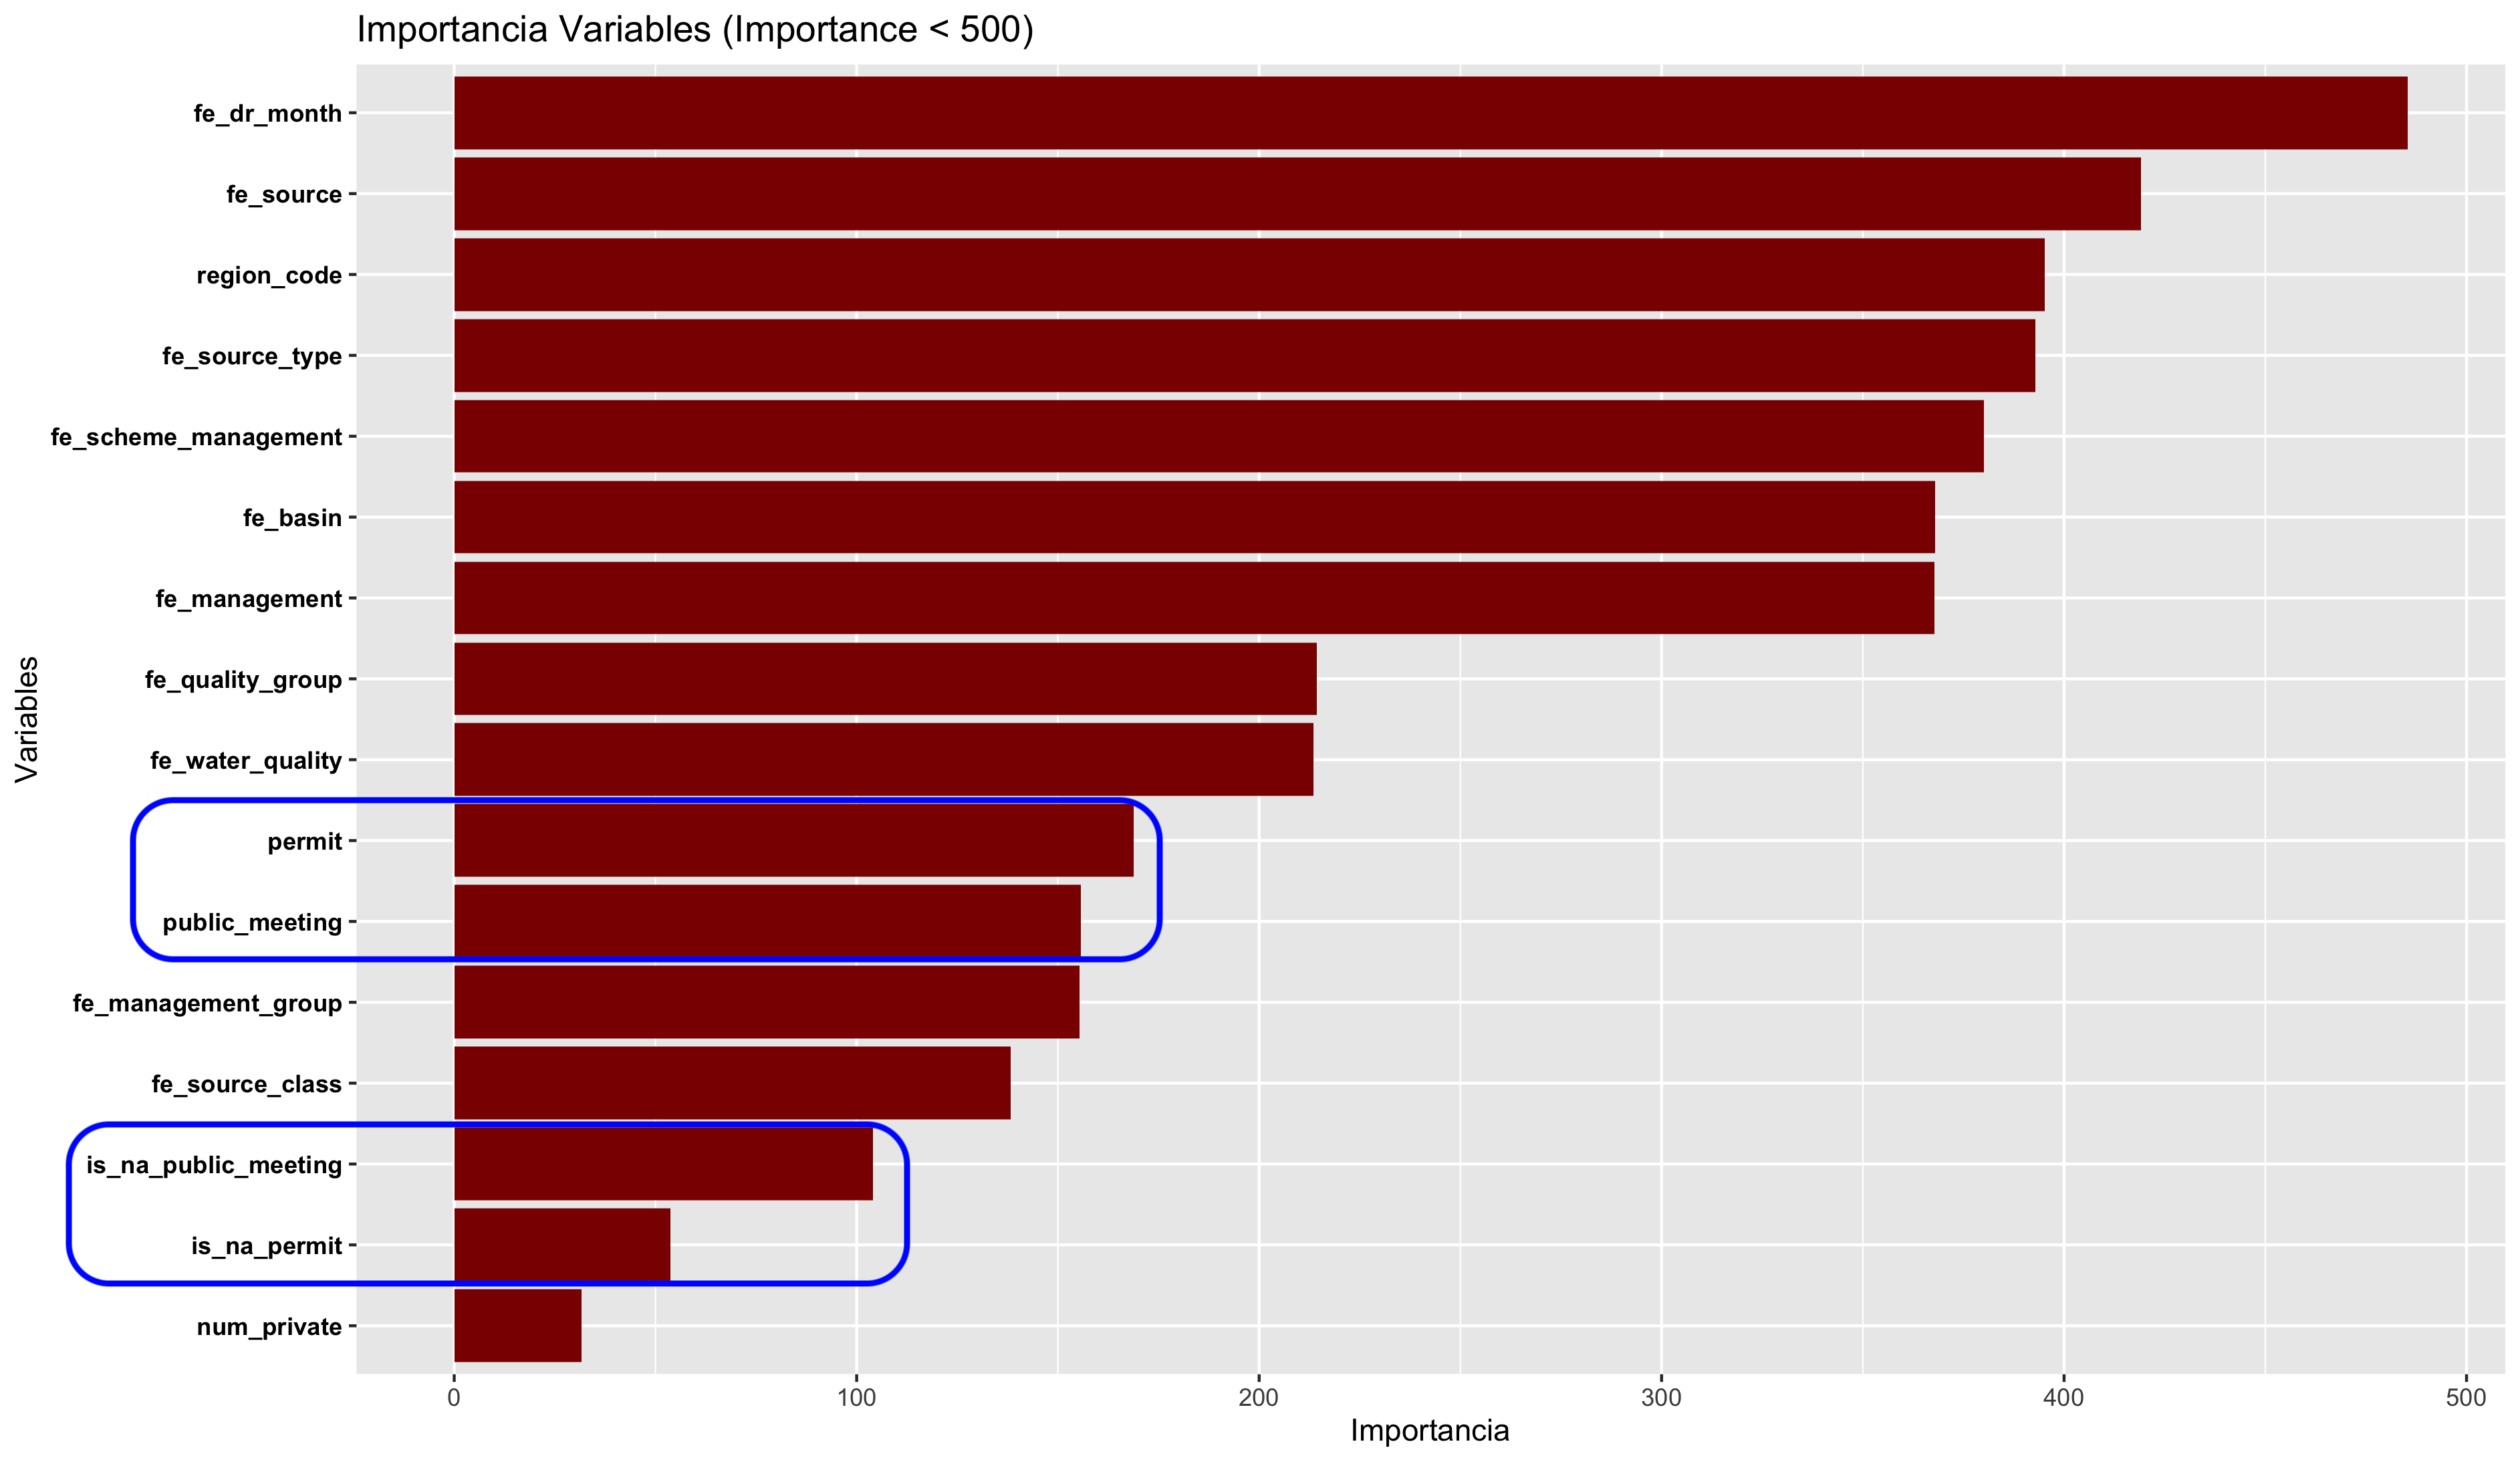 Importancia Variables (Importance < 500)
Variables
fe_dr_month
fe_source
region_code
fe_source_type
fe_scheme_management
fe_basin
fe_management
fe_quality_group
fe_water_quality
permit
public_meeting
fe_management_group
fe_source_class
is_na_public_meeting
is_na_permit
num_private
0 100 200 300 400 500
Importancia